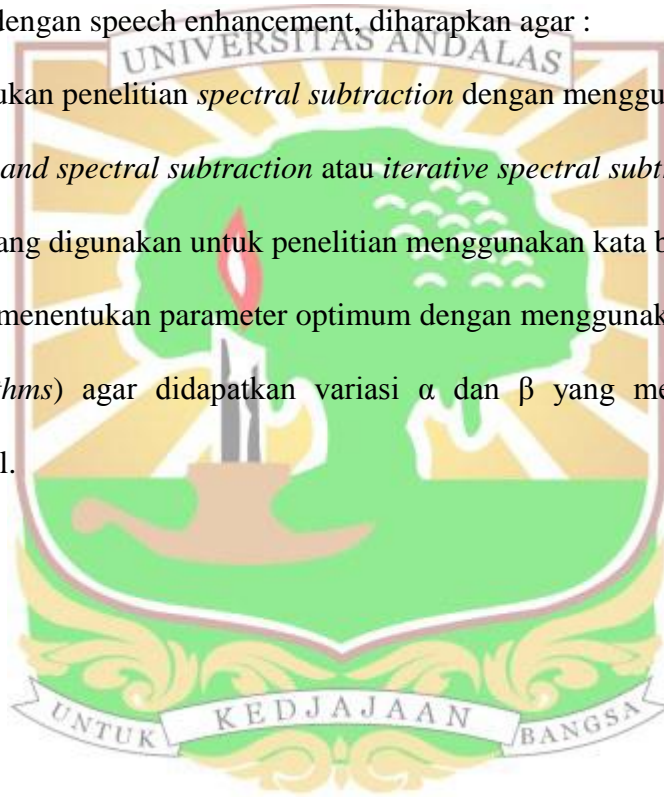 dengan speech enhancement, diharapkan agar :
UNIVERSITAS ANDALAS
ukan penelitian spectral subtraction dengan menggu
and spectral subtraction atau iterative spectral subt
ang digunakan untuk penelitian menggunakan kata b
menentukan parameter optimum dengan menggunak
thms) agar didapatkan variasi α dan β yang me
l.
UNTUK KEDJAJAAN BANGSA